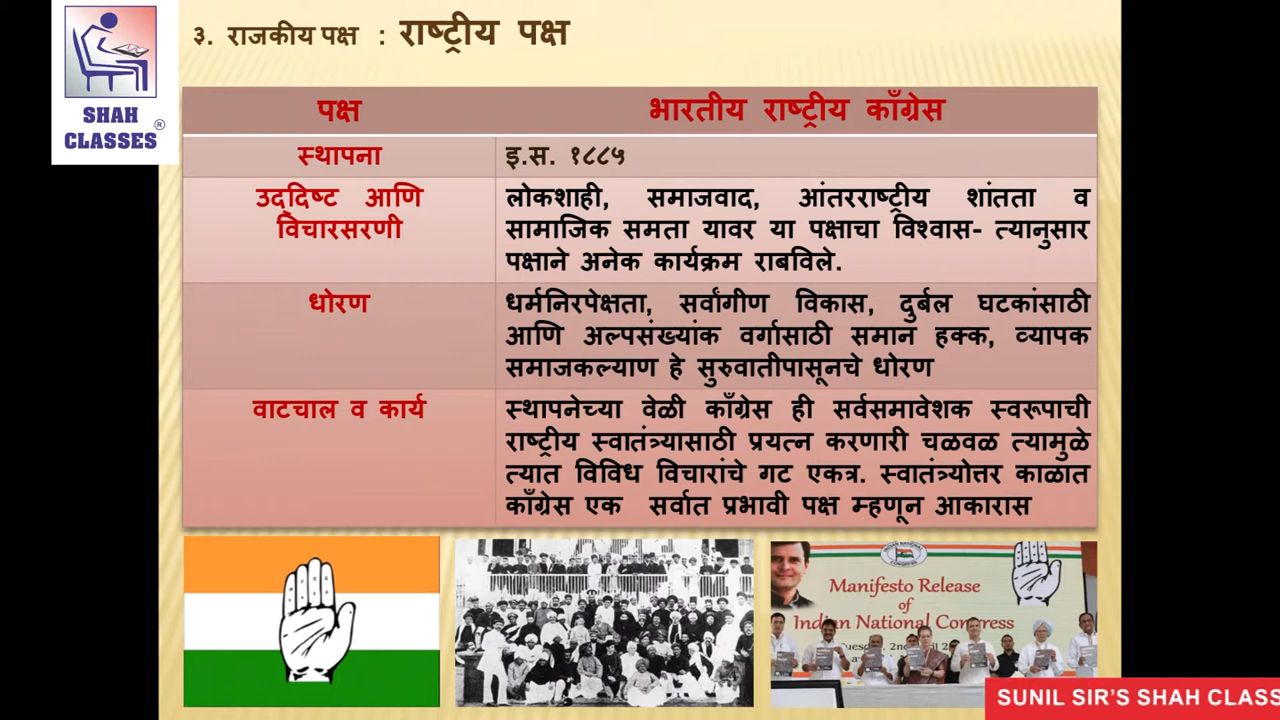 SHAH
CLASSES®
३. राजकीय पक्ष : राष्ट्रीय पक्ष
पक्ष
भारतीय राष्ट्रीय काँग्रेस
स्थापना
इ.स. १८८५
उद्दिष्ट आणि
विचारसरणी
लोकशाही, समाजवाद, आंतरराष्ट्रीय शांतता व
सामाजिक समता यावर या पक्षाचा विश्वास- त्यानुसार
पक्षाने अनेक कार्यक्रम राबविले.
धोरण
धर्मनिरपेक्षता, सर्वांगीण विकास, दुर्बल घटकांसाठी
आणि अल्पसंख्यांक वर्गासाठी समान हक्क, व्यापक
समाजकल्याण हे सुरुवातीपासूनचे धोरण
वाटचाल व कार्य
स्थापनेच्या वेळी काँग्रेस ही सर्वसमावेशक स्वरूपाची
राष्ट्रीय स्वातंत्र्यासाठी प्रयत्न करणारी चळवळ त्यामुळे
त्यात विविध विचारांचे गट एकत्र. स्वातंत्र्योत्तर काळात
काँग्रेस एक सर्वात प्रभावी पक्ष म्हणून आकारास
Manifesto Release
of
Indian National Congress
SUNIL SIR'S SHAH CLASS